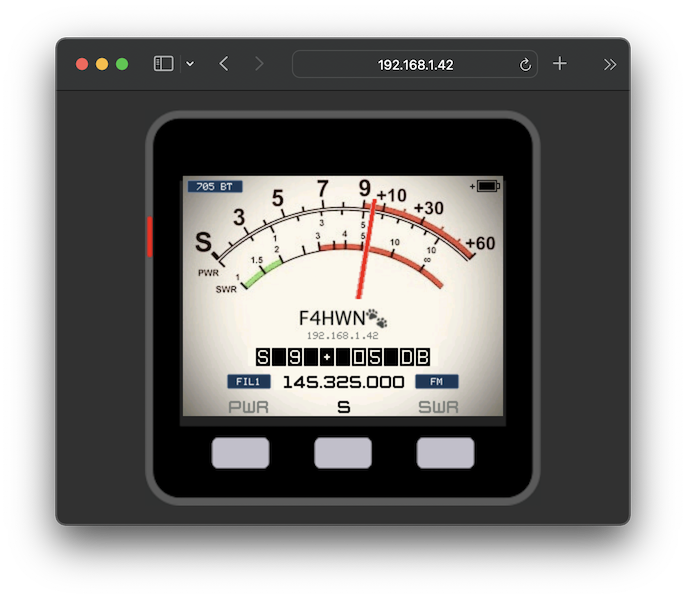 192.168.1.42
705 BT
+
S 3 5 7 9 +10 +30 +60
PWR 1 3 5 10
SWR 1 1.5 2 3 4 5 10 ∞
F4HWN🐾
192.168.1.42
S 9 + 05 DB
FIL1 145.325.000 FM
PWR S SWR